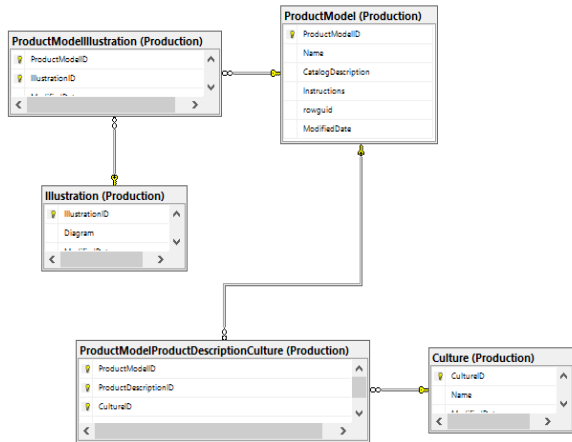 ProductModel (Production)
ProductModelID
Name
CatalogDescription
Instructions
rowguid
ModifiedDate
ProductModelIllustration (Production)
ProductModelID
IllustrationID
Illustration (Production)
IllustrationID
Diagram
ProductModelProductDescriptionCulture (Production)
ProductModelID
ProductDescriptionID
CultureID
Culture (Production)
CultureID
Name